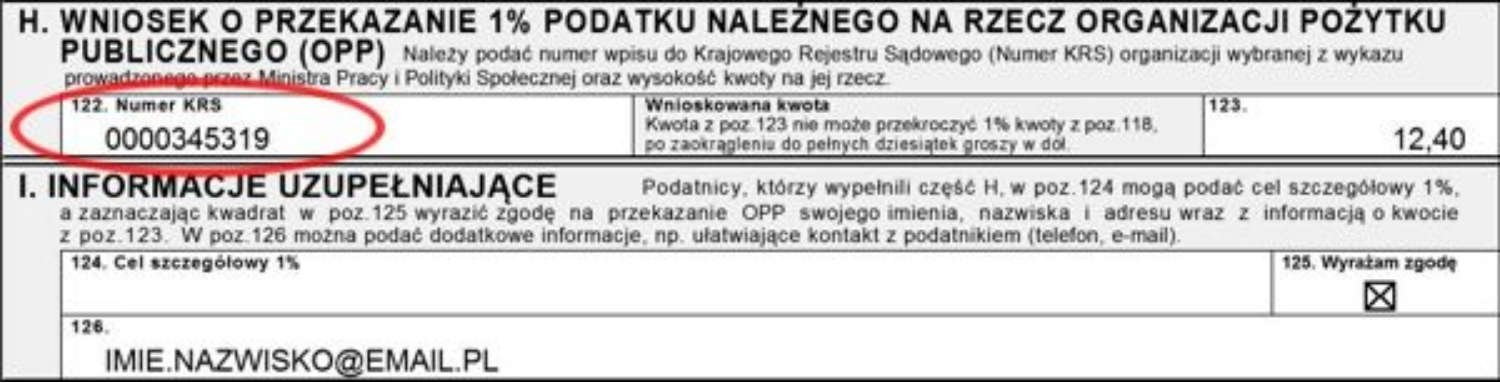 H. WNIOSEK O PRZEKAZANIE 1% PODATKU NALEŻNEGO NA RZECZ ORGANIZACJI POŻYTKU
PUBLICZNEGO (OPP) Należy podać numer wpisu do Krajowego Rejestru Sądowego (Numer KRS) organizacji wybranej z wykazu
prowadzonego przez Ministra Pracy i Polityki Społecznej oraz wysokość kwoty na jej rzecz.
122. Numer KRS
0000345319
Wnioskowana kwota
Kwota z poz.123 nie może przekroczyć 1% kwoty z poz.118,
po zaokrągleniu do pełnych dziesiątek groszy w dół.
123.
12,40
I. INFORMACJE UZUPEŁNIAJĄCE Podatnicy, którzy wypełnili część H, w poz.124 mogą podać cel szczegółowy 1%,
a zaznaczając kwadrat w poz.125 wyrazić zgodę na przekazanie OPP swojego imienia, nazwiska i adresu wraz z informacją o kwocie
z poz.123. W poz.126 można podać dodatkowe informacje, np. ułatwiające kontakt z podatnikiem (telefon, e-mail).
124. Cel szczegółowy 1%
125. Wyrażam zgodę
☒
126.
IMIE.NAZWISKO@EMAIL.PL